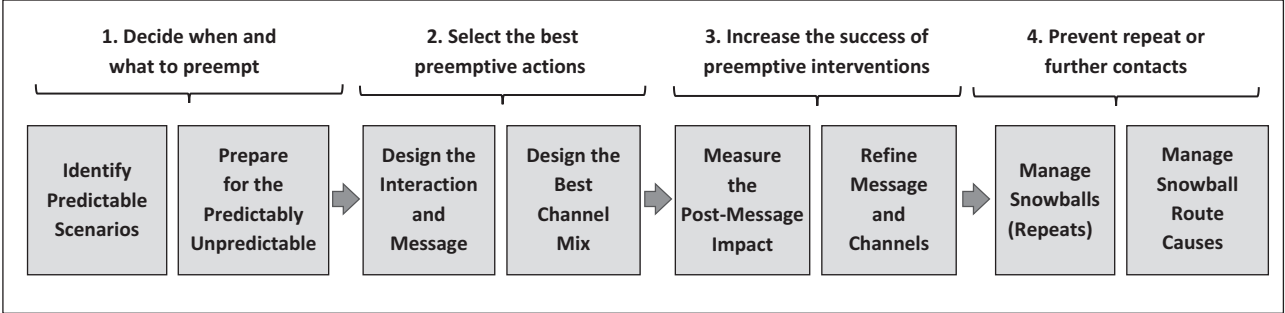 1. Decide when and
what to preempt
2. Select the best
preemptive actions
3. Increase the success of
preemptive interventions
4. Prevent repeat or
further contacts
Identify
Predictable
Scenarios
Prepare
for the
Predictably
Unpredictable
Design the
Interaction
and
Message
Design the
Best
Channel
Mix
Measure
the
Post-Message
Impact
Refine
Message
and
Channels
Manage
Snowballs
(Repeats)
Manage
Snowball
Route
Causes